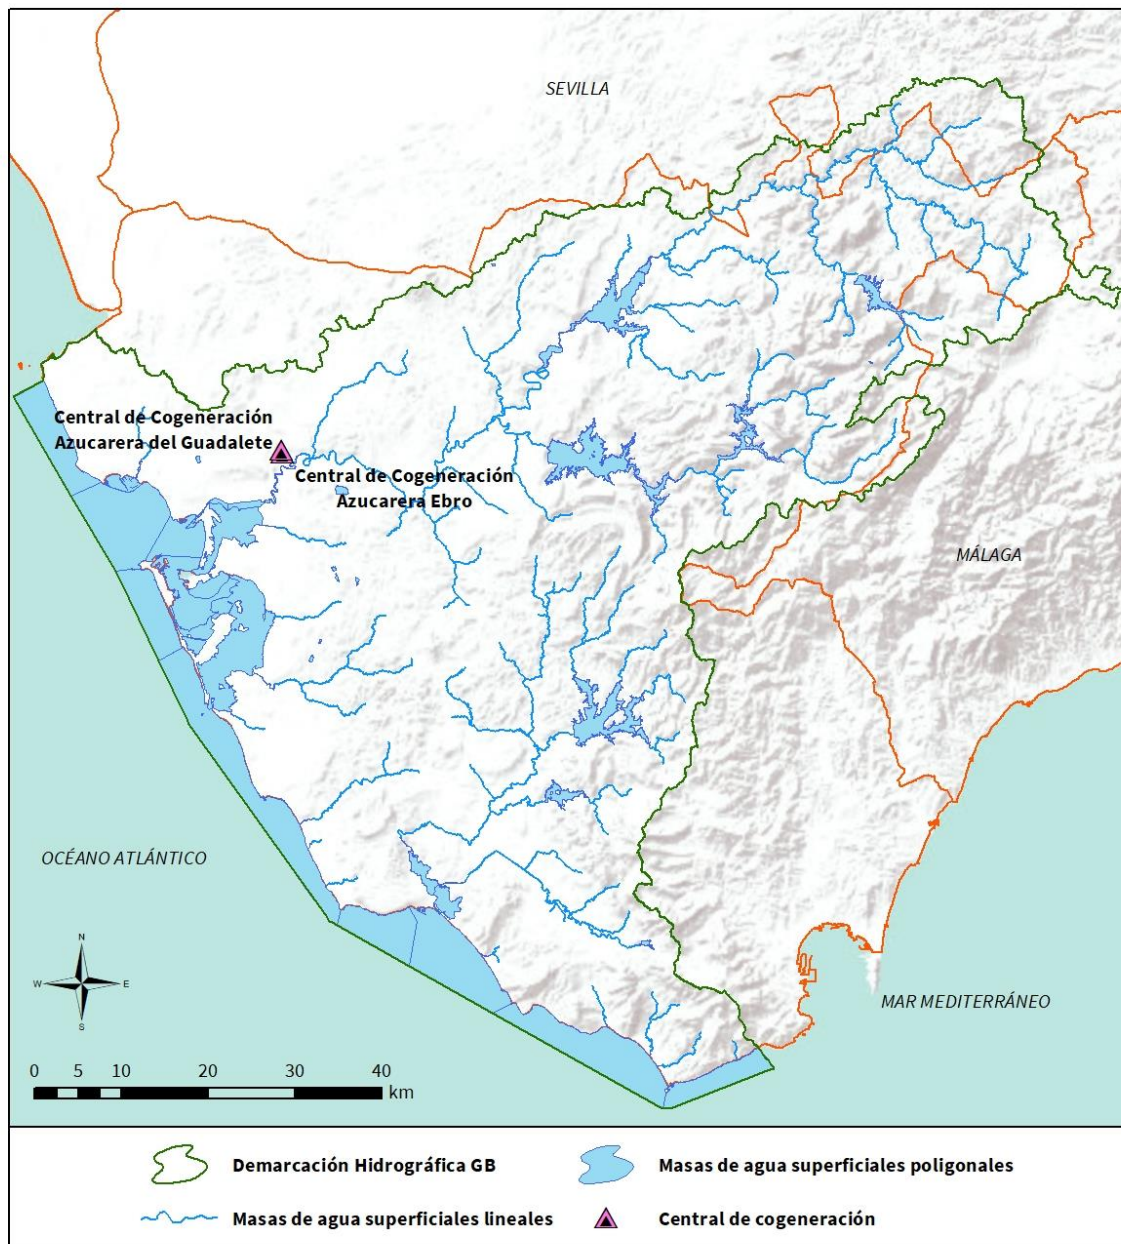 SEVILLA
Central de Cogeneración
Azucarera del Guadalete
Central de Cogeneración
Azucarera Ebro
MÁLAGA
OCÉANO ATLÁNTICO
N
W E
S
MAR MEDITERRÁNEO
0 5 10 20 30 40
km
Demarcación Hidrográfica GB
Masas de agua superficiales poligonales
Masas de agua superficiales lineales
Central de cogeneración